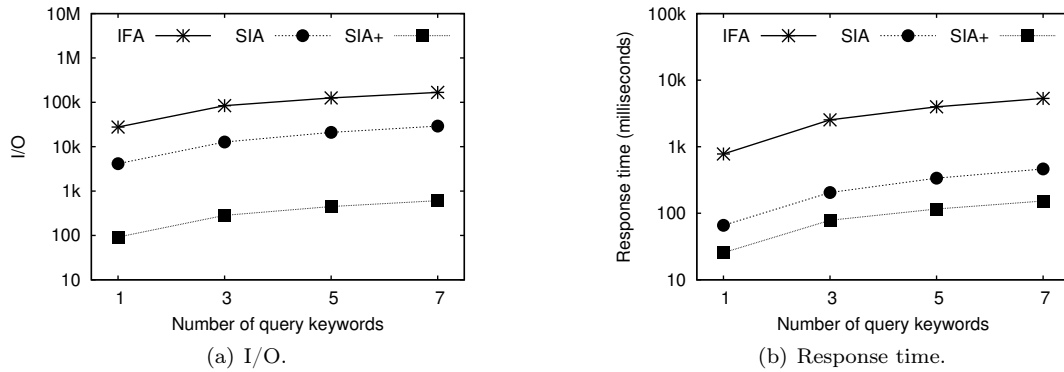 10M
1M
100k
10k
1k
100
10
I/O
IFA
SIA
SIA+
1 3 5 7
Number of query keywords
(a) I/O.
100k
10k
1k
100
10
Response time (milliseconds)
IFA
SIA
SIA+
1 3 5 7
Number of query keywords
(b) Response time.